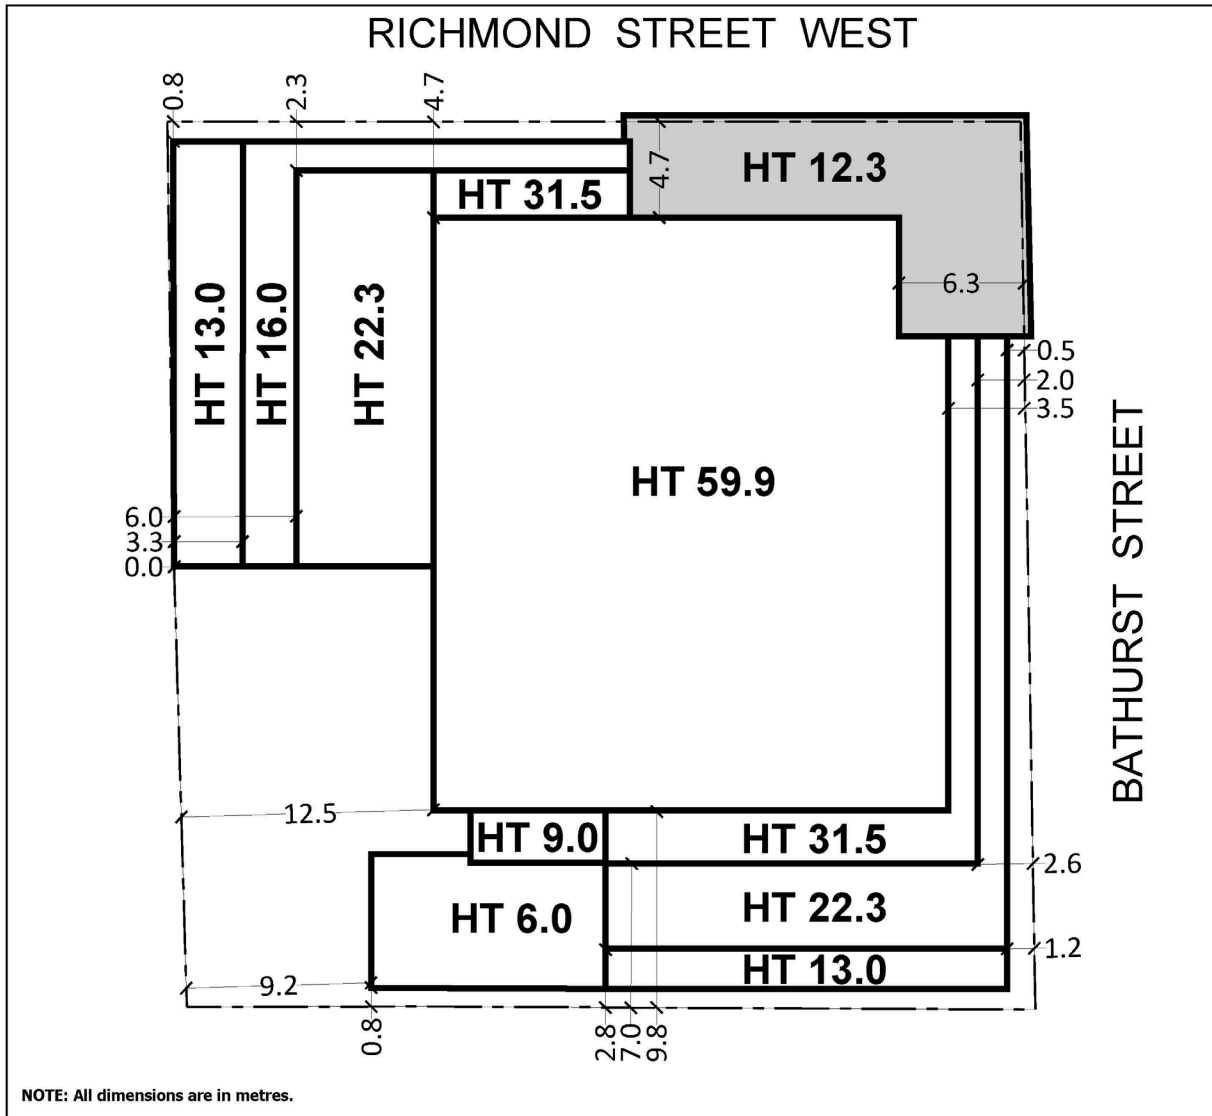 RICHMOND STREET WEST
0.8
2.3
4.7
4.7
HT 12.3
HT 31.5
HT 13.0
HT 16.0
HT 22.3
6.3
0.5
2.0
3.5
HT 59.9
BATHURST STREET
6.0
3.3
0.0
12.5
HT 9.0
HT 31.5
2.6
HT 6.0
HT 22.3
1.2
HT 13.0
9.2
0.8
2.8
7.0
9.8
NOTE: All dimensions are in metres.